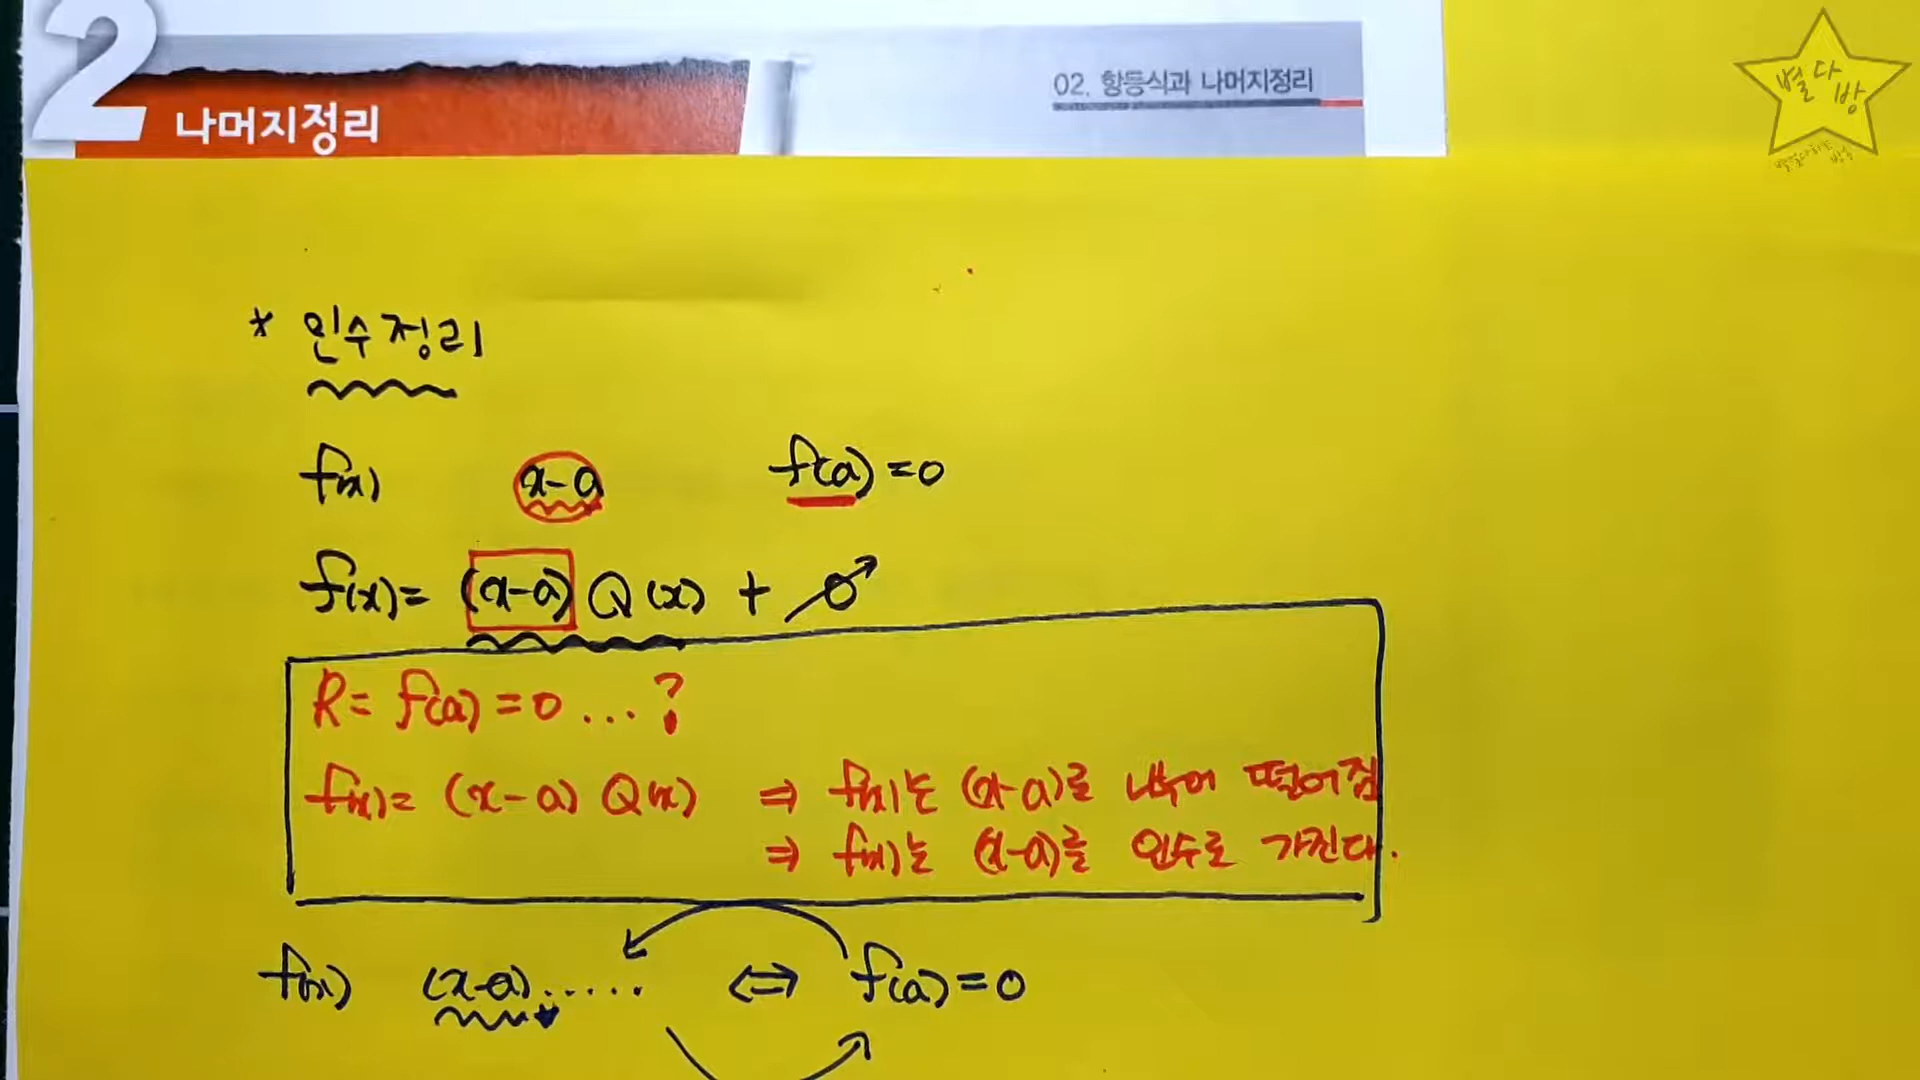 2 나머지정리
02. 항등식과 나머지정리
별다방
* 인수정리
f(x) x-a f(a)=0
f(x)= (x-a) Q(x) + 0
R= f(a)=0 ...?
f(x)= (x-a) Q(x) ⇒ f(x)는 (x-a)로 나누어 떨어짐
⇒ f(x)는 (x-a)를 인수로 가진다.
f(x) (x-a)..... ⇔ f(a)=0